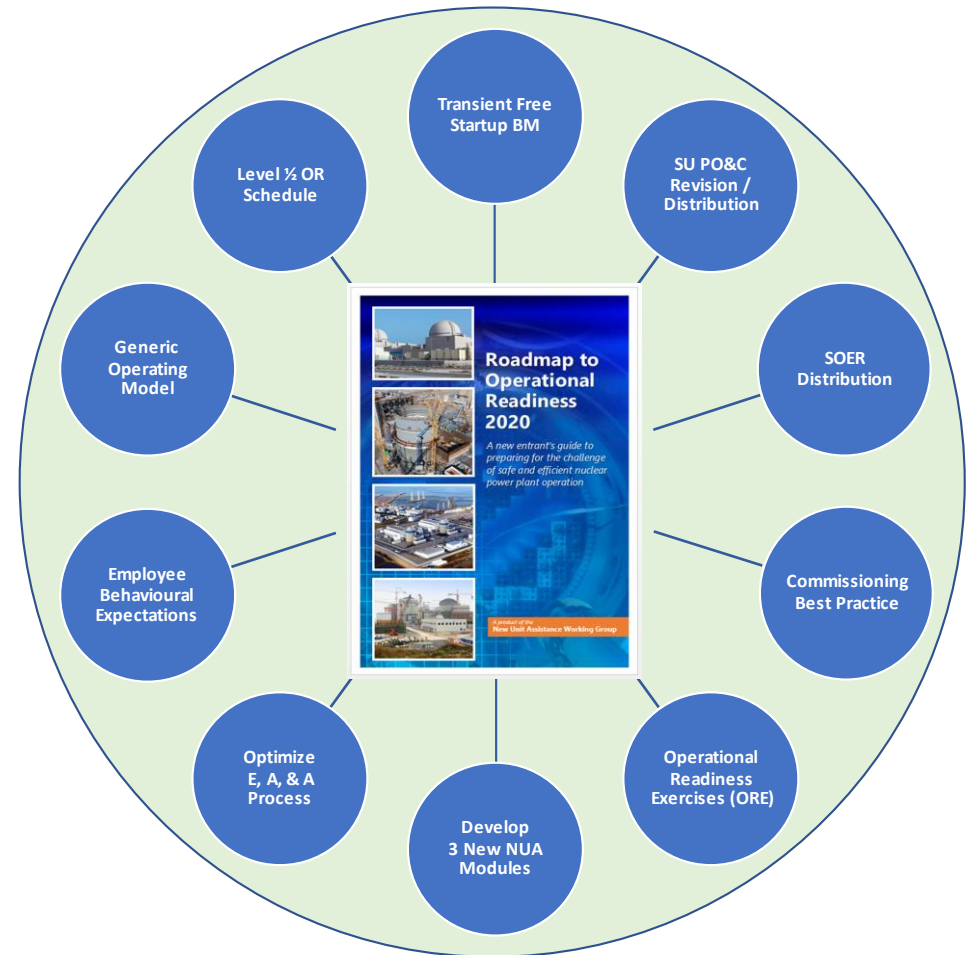 Transient Free
Startup BM
SU PO&C
Revision /
Distribution
SOER
Distribution
Commissioning
Best Practice
Operational
Readiness
Exercises (ORE)
Develop
3 New NUA
Modules
Optimize
E, A, & A
Process
Employee
Behavioural
Expectations
Generic
Operating
Model
Level ½ OR
Schedule
Roadmap to
Operational
Readiness
2020
A new entrant's guide to
preparing for the challenge
of safe and efficient nuclear
power plant operation
A product of the
New Unit Assistance Working Group